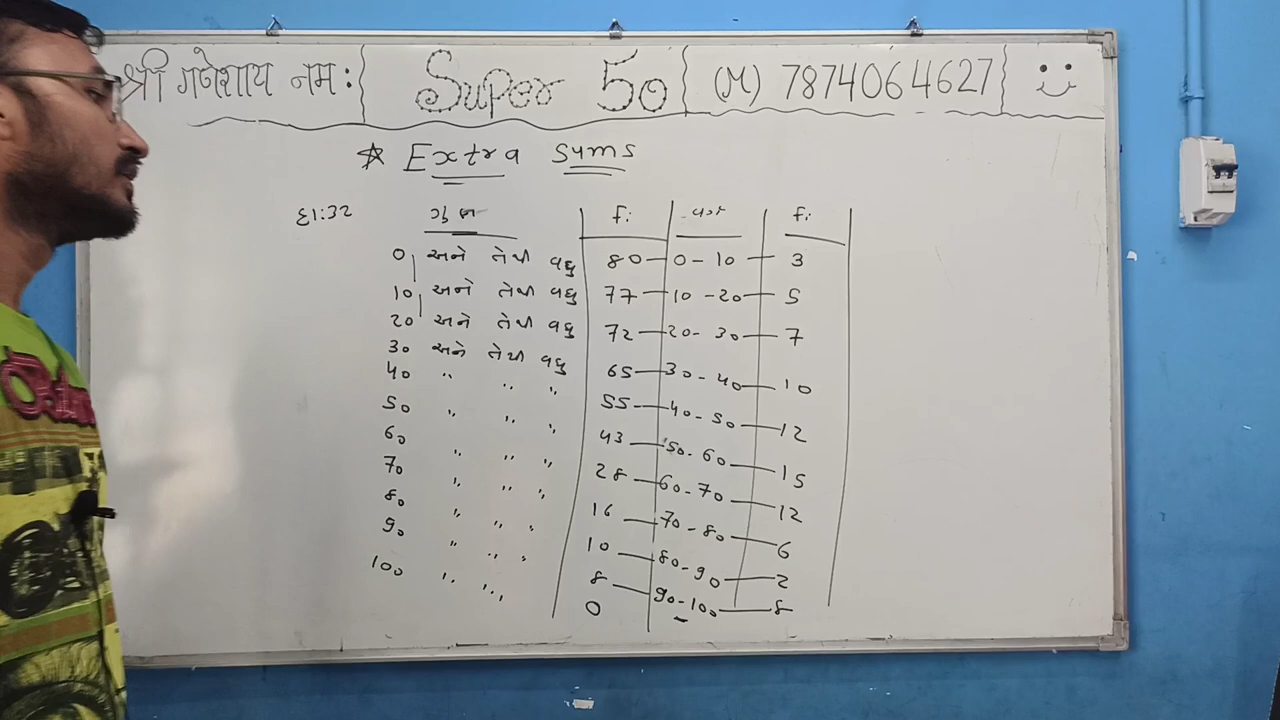 श्री गणेशाय नमः Super 50 (M) 7874064627
☆ Extra Sums
દા:32 ગુણ fi વર્ગ fi
0 અને તેથી વધુ 80 0 - 10 3
10 અને તેથી વધુ 77 10 - 20 5
20 અને તેથી વધુ 72 20 - 30 7
30 અને તેથી વધુ 65 30 - 40 10
40 " " " 55 40 - 50 12
50 " " " 43 50 - 60 15
60 " " " 28 60 - 70 12
70 " " " 16 70 - 80 6
80 " " " 10 80 - 90 2
90 " " " 8 90 - 100 8
100 " " " 0